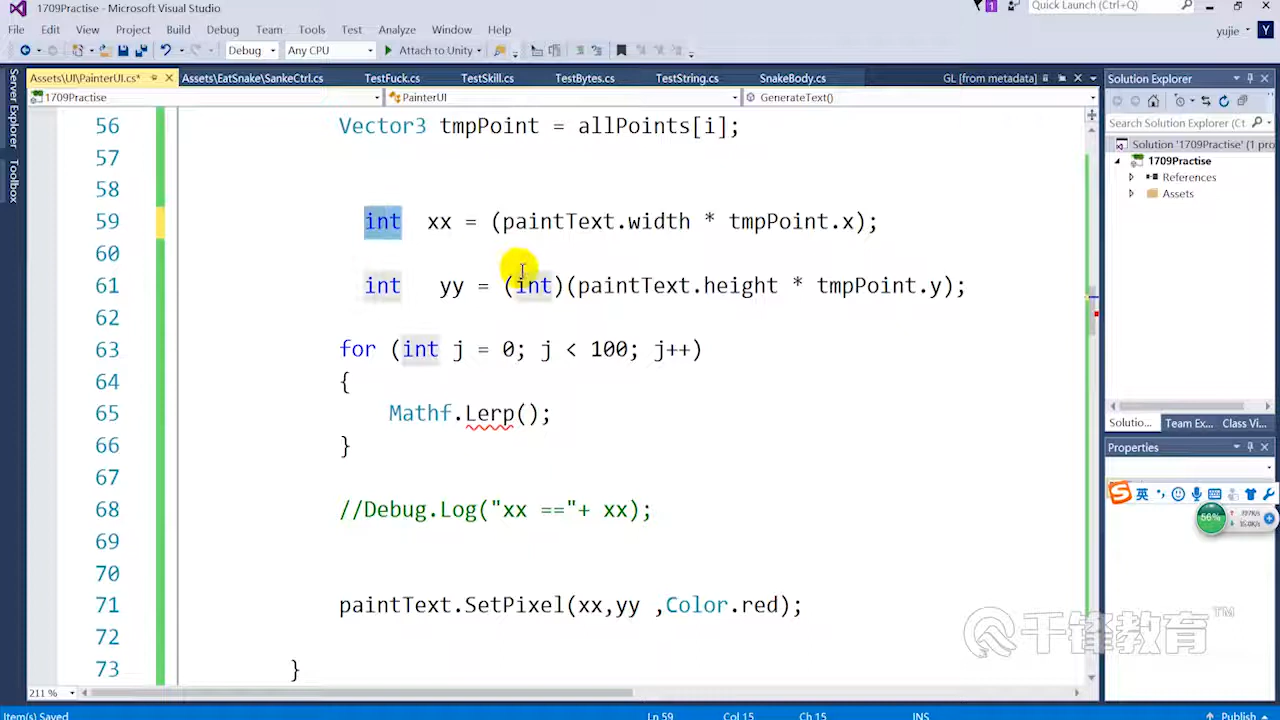 1709Practise - Microsoft Visual Studio
1
Quick Launch (Ctrl+Q)
File Edit View Project Build Debug Team Tools Test Analyze Window Help
yujie
Y
Debug
Any CPU
Attach to Unity
Assets\UI\PainterUI.cs*
Assets\EatSnake\SankeCtrl.cs
TestFuck.cs
TestSkill.cs
TestBytes.cs
TestString.cs
SnakeBody.cs
GL [from metadata]
1709Practise
PainterUI
GenerateText()
Server Explorer
Toolbox
56 Vector3 tmpPoint = allPoints[i];
57
58
59 int xx = (paintText.width * tmpPoint.x);
60
61 int yy = (int)(paintText.height * tmpPoint.y);
62
63 for (int j = 0; j < 100; j++)
64 {
65 Mathf.Lerp();
66 }
67
68 //Debug.Log("xx =="+ xx);
69
70
71 paintText.SetPixel(xx,yy ,Color.red);
72
73 }
Solution Explorer
Search Solution Explorer (Ct
Solution '1709Practise' (1 pro
1709Practise
References
Assets
Solutio... Team Ex... Class Vi...
Properties
英
56%
千锋教育 TM
211 %
Item(s) Saved
Ln 59
Col 15
Ch 15
INS
Publish